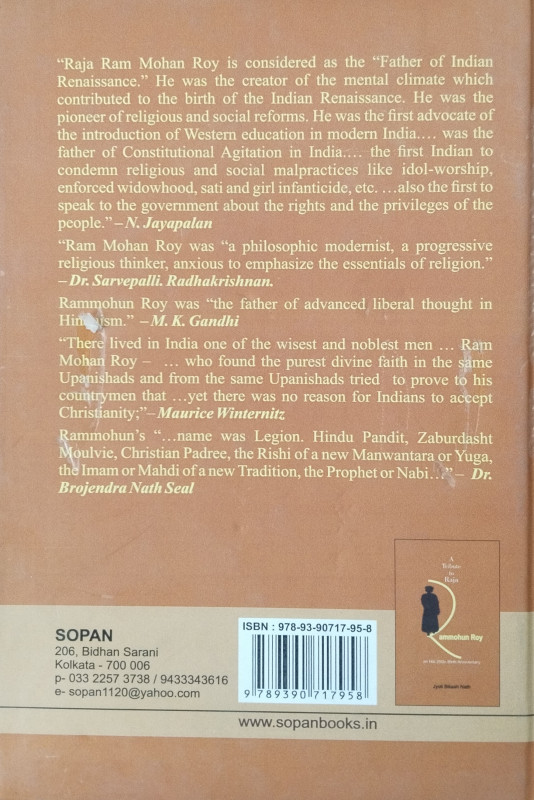 "Raja Ram Mohan Roy is considered as the "Father of Indian
Renaissance." He was the creator of the mental climate which
contributed to the birth of the Indian Renaissance. He was the
pioneer of religious and social reforms. He was the first advocate of
the introduction of Western education in modern India.... was the
father of Constitutional Agitation in India.... the first Indian to
condemn religious and social malpractices like idol-worship,
enforced widowhood, sati and girl infanticide, etc. ...also the first to
speak to the government about the rights and the privileges of the
people." – N. Jayapalan
"Ram Mohan Roy was "a philosophic modernist, a progressive
religious thinker, anxious to emphasize the essentials of religion."
– Dr. Sarvepalli. Radhakrishnan.
Rammohun Roy was "the father of advanced liberal thought in
Hinduism." – M. K. Gandhi
"There lived in India one of the wisest and noblest men ... Ram
Mohan Roy – ... who found the purest divine faith in the same
Upanishads and from the same Upanishads tried to prove to his
countrymen that ...yet there was no reason for Indians to accept
Christianity;"– Maurice Winternitz
Rammohun's "...name was Legion. Hindu Pandit, Zaburdasht
Moulvie, Christian Padree, the Rishi of a new Manwantara or Yuga,
the Imam or Mahdi of a new Tradition, the Prophet or Nabi..." – Dr.
Brojendra Nath Seal
A
Tribute
to
Raja
Rammohun Roy
on His 250th Birth Anniversary
SOPAN
206, Bidhan Sarani
Kolkata - 700 006
p- 033 2257 3738 / 9433343616
e- sopan1120@yahoo.com
ISBN : 978-93-90717-95-8
9 789390 717958
www.sopanbooks.in